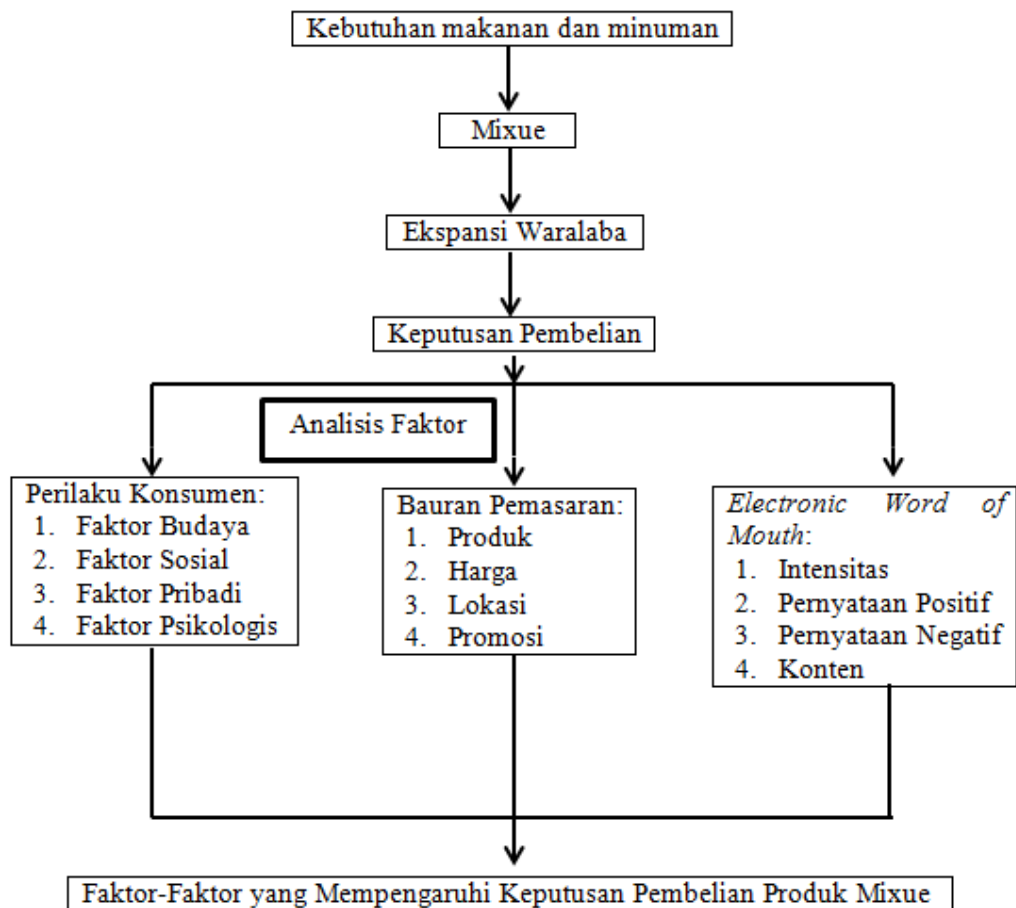 Kebutuhan makanan dan minuman
Mixue
Ekspansi Waralaba
Keputusan Pembelian
Analisis Faktor
Perilaku Konsumen:
1. Faktor Budaya
2. Faktor Sosial
3. Faktor Pribadi
4. Faktor Psikologis
Bauran Pemasaran:
1. Produk
2. Harga
3. Lokasi
4. Promosi
Electronic Word of
Mouth:
1. Intensitas
2. Pernyataan Positif
3. Pernyataan Negatif
4. Konten
Faktor-Faktor yang Mempengaruhi Keputusan Pembelian Produk Mixue